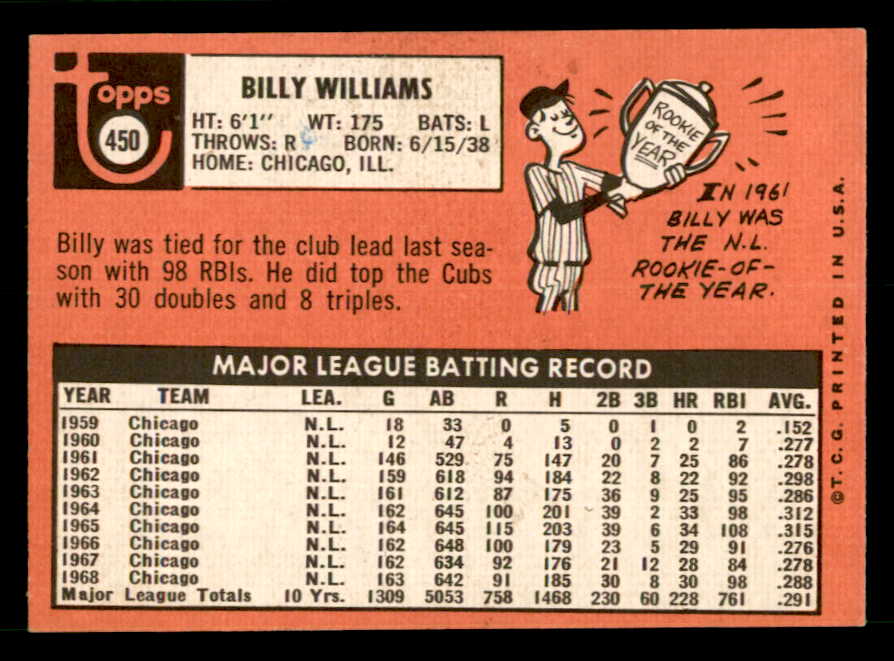 Topps
450
BILLY WILLIAMS
HT: 6'1" WT: 175 BATS: L
THROWS: R BORN: 6/15/38
HOME: CHICAGO, ILL.
ROOKIE
OF THE
YEAR
IN 1961
BILLY WAS
THE N.L.
ROOKIE-OF-
THE YEAR.
Billy was tied for the club lead last sea-
son with 98 RBIs. He did top the Cubs
with 30 doubles and 8 triples.
MAJOR LEAGUE BATTING RECORD
YEAR TEAM LEA. G AB R H 2B 3B HR RBI AVG.
1959 Chicago N.L. 18 33 0 5 0 1 0 2 .152
1960 Chicago N.L. 12 47 4 13 0 2 2 7 .277
1961 Chicago N.L. 146 529 75 147 20 7 25 86 .278
1962 Chicago N.L. 159 618 94 184 22 8 22 92 .298
1963 Chicago N.L. 161 612 87 175 36 9 25 95 .286
1964 Chicago N.L. 162 645 100 201 39 2 33 98 .312
1965 Chicago N.L. 164 645 115 203 39 6 34 108 .315
1966 Chicago N.L. 162 648 100 179 23 5 29 91 .276
1967 Chicago N.L. 162 634 92 176 21 12 28 84 .278
1968 Chicago N.L. 163 642 91 185 30 8 30 98 .288
Major League Totals 10 Yrs. 1309 5053 758 1468 230 60 228 761 .291
©T.C.G. PRINTED IN U.S.A.